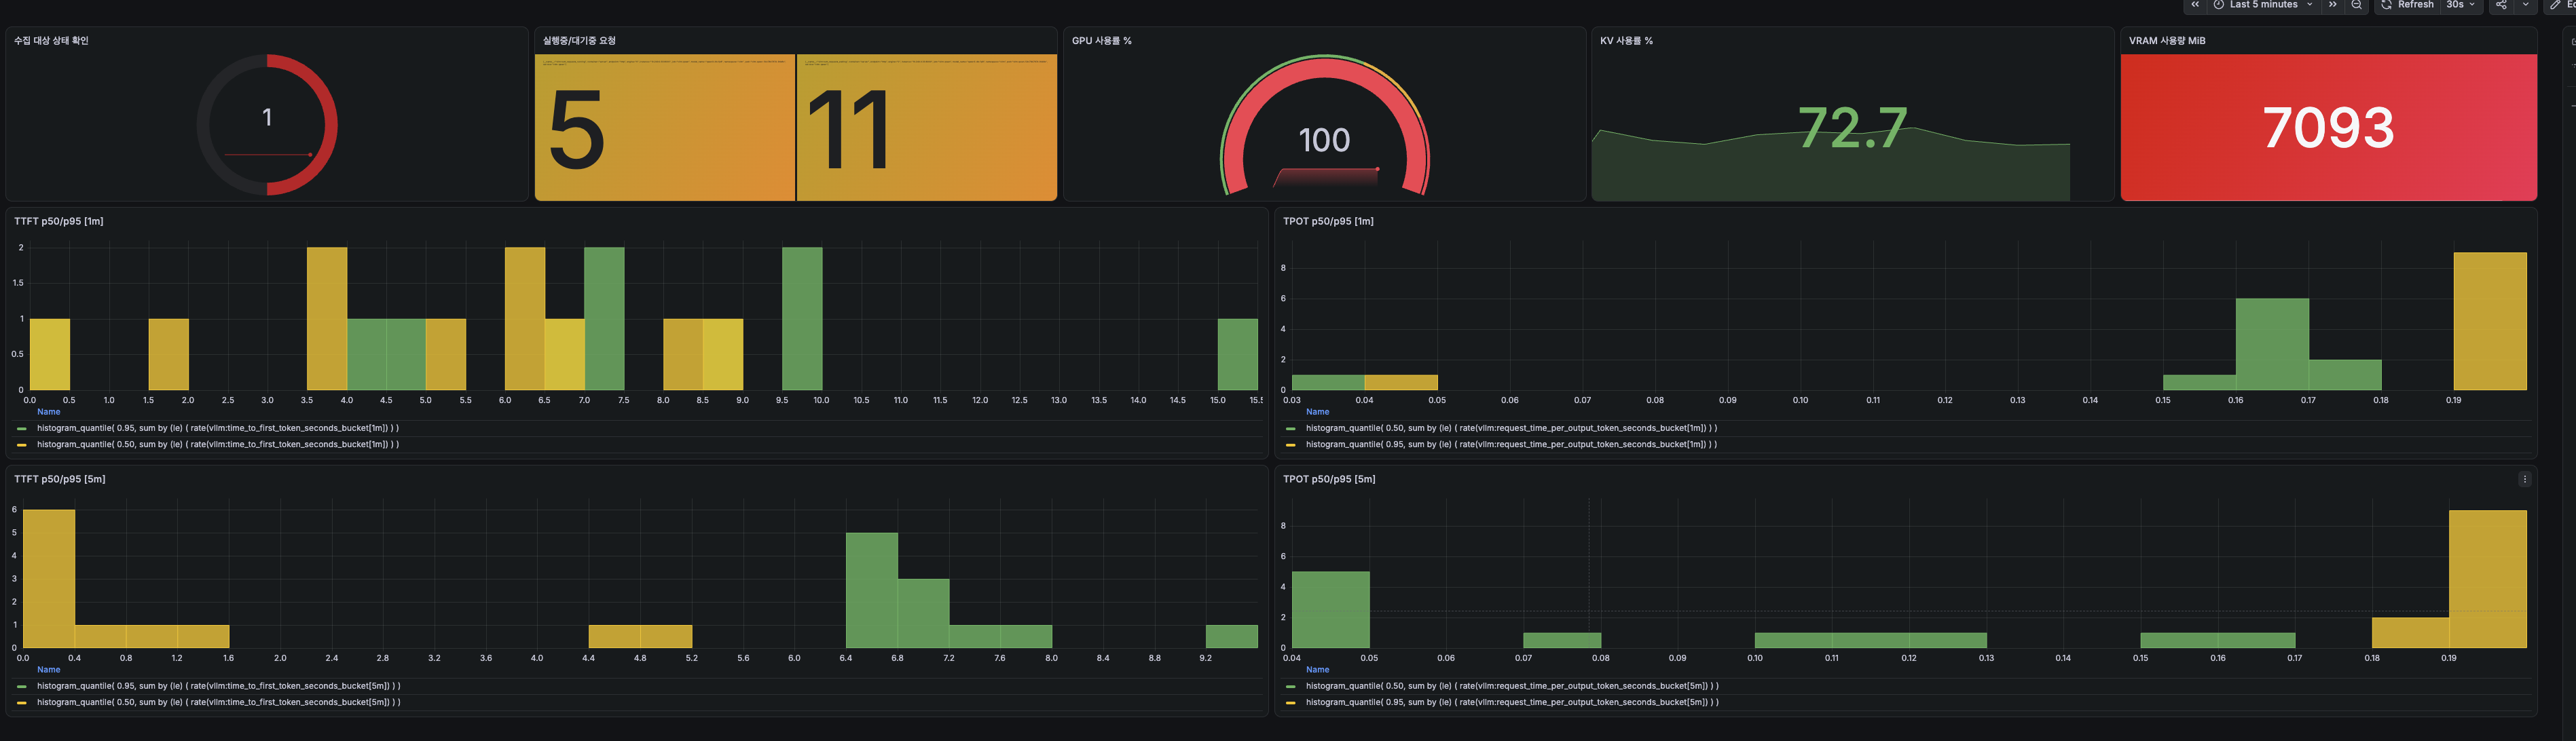 Last 5 minutes
Refresh
30s
수집 대상 상태 확인
1
실행중/대기중 요청
5
11
GPU 사용률 %
100
KV 사용률 %
72.7
VRAM 사용량 MiB
7093
TTFT p50/p95 [1m]
2
1.5
1
0.5
0
0.0 0.5 1.0 1.5 2.0 2.5 3.0 3.5 4.0 4.5 5.0 5.5 6.0 6.5 7.0 7.5 8.0 8.5 9.0 9.5 10.0 10.5 11.0 11.5 12.0 12.5 13.0 13.5 14.0 14.5 15.0 15.5
Name
histogram_quantile( 0.95, sum by (le) ( rate(vllm:time_to_first_token_seconds_bucket[1m]) ) )
histogram_quantile( 0.50, sum by (le) ( rate(vllm:time_to_first_token_seconds_bucket[1m]) ) )
TPOT p50/p95 [1m]
8
6
4
2
0
0.03 0.04 0.05 0.06 0.07 0.08 0.09 0.10 0.11 0.12 0.13 0.14 0.15 0.16 0.17 0.18 0.19
Name
histogram_quantile( 0.50, sum by (le) ( rate(vllm:request_time_per_output_token_seconds_bucket[1m]) ) )
histogram_quantile( 0.95, sum by (le) ( rate(vllm:request_time_per_output_token_seconds_bucket[1m]) ) )
TTFT p50/p95 [5m]
6
5
4
3
2
1
0
0.0 0.4 0.8 1.2 1.6 2.0 2.4 2.8 3.2 3.6 4.0 4.4 4.8 5.2 5.6 6.0 6.4 6.8 7.2 7.6 8.0 8.4 8.8 9.2
Name
histogram_quantile( 0.95, sum by (le) ( rate(vllm:time_to_first_token_seconds_bucket[5m]) ) )
histogram_quantile( 0.50, sum by (le) ( rate(vllm:time_to_first_token_seconds_bucket[5m]) ) )
TPOT p50/p95 [5m]
8
6
4
2
0
0.04 0.05 0.06 0.07 0.08 0.09 0.10 0.11 0.12 0.13 0.14 0.15 0.16 0.17 0.18 0.19
Name
histogram_quantile( 0.50, sum by (le) ( rate(vllm:request_time_per_output_token_seconds_bucket[5m]) ) )
histogram_quantile( 0.95, sum by (le) ( rate(vllm:request_time_per_output_token_seconds_bucket[5m]) ) )